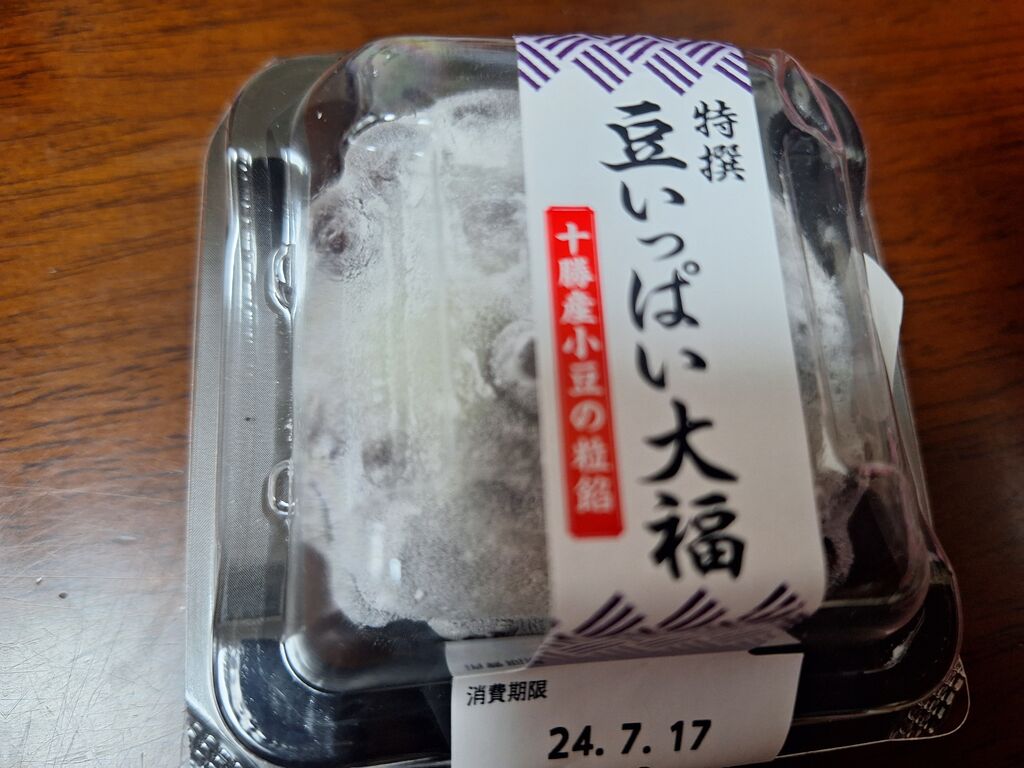 特撰
豆いっぱい大福
十勝産小豆の粒餡
消費期限
24. 7. 17